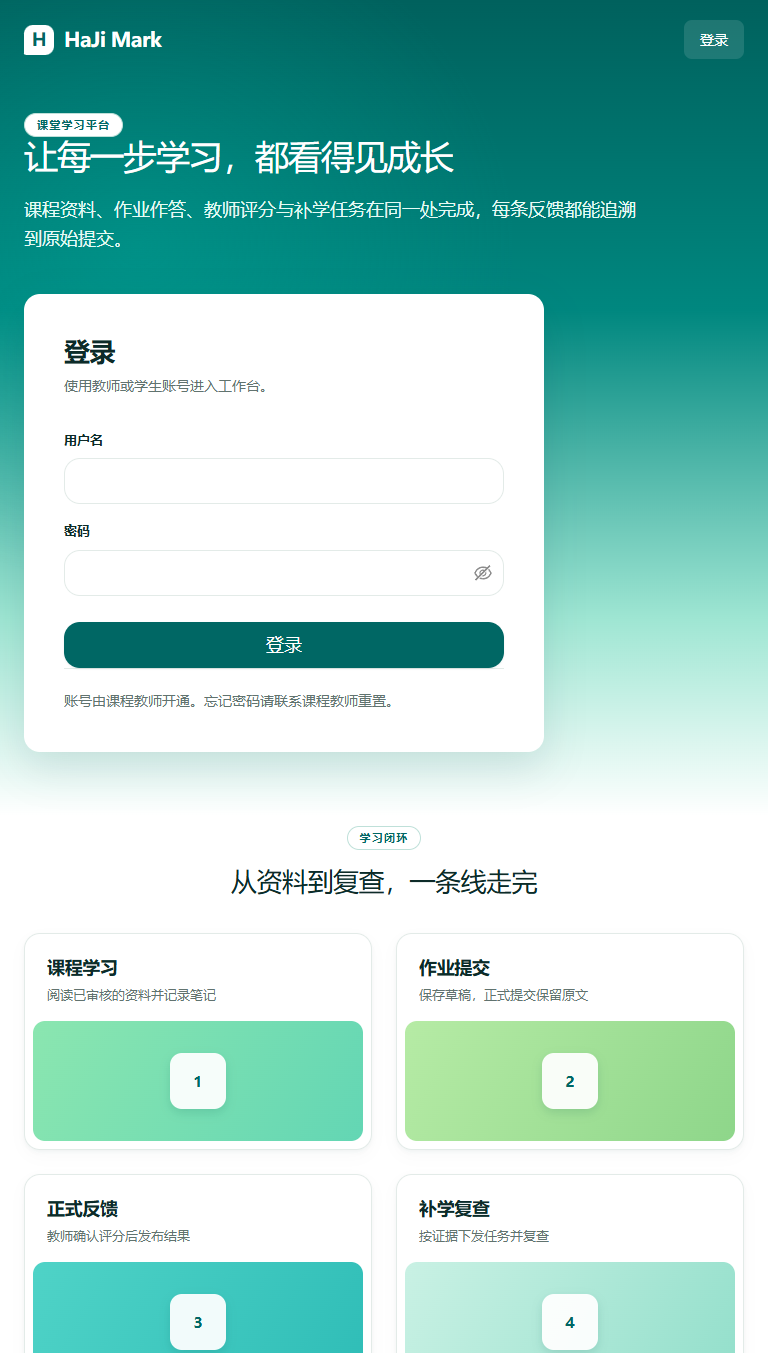 H HaJi Mark
登录
课堂学习平台
让每一步学习，都看得见成长
课程资料、作业作答、教师评分与补学任务在同一处完成，每条反馈都能追溯
到原始提交。
登录
使用教师或学生账号进入工作台。
用户名
密码
登录
账号由课程教师开通。忘记密码请联系课程教师重置。
学习闭环
从资料到复查，一条线走完
课程学习
阅读已审核的资料并记录笔记
1
作业提交
保存草稿，正式提交保留原文
2
正式反馈
教师确认评分后发布结果
3
补学复查
按证据下发任务并复查
4